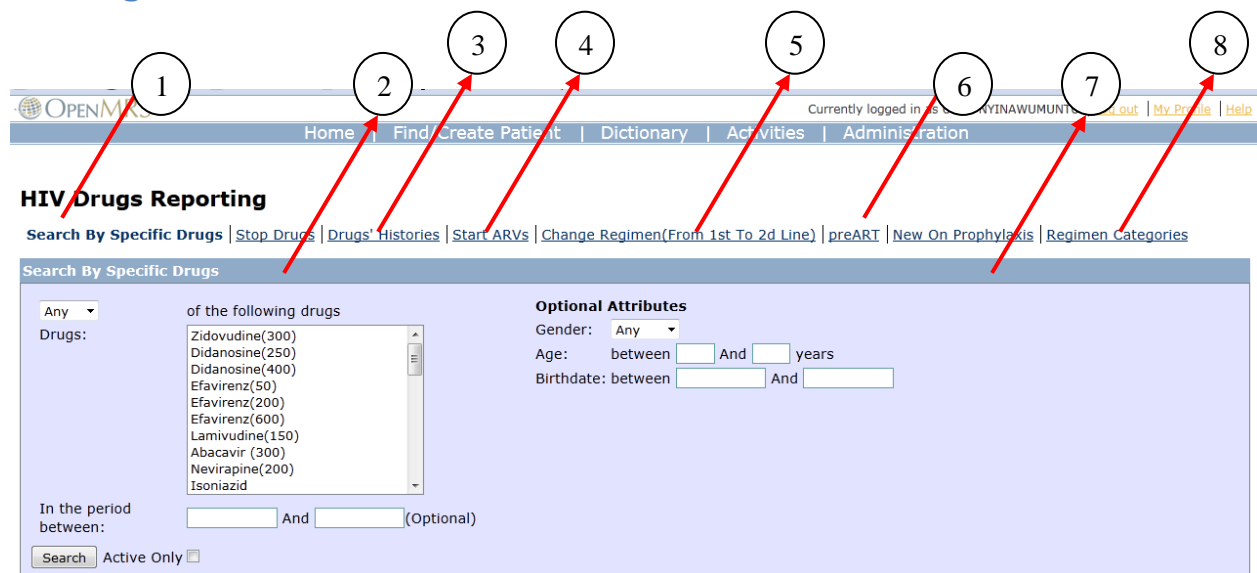 3 4 5 8
1 2 6 7
OPENMRS Currently logged in as NYINAWUMUNTU out | My Profile | Help
Home | Find/Create Patient | Dictionary | Activities | Administration
HIV Drugs Reporting
Search By Specific Drugs | Stop Drugs | Drugs' Histories | Start ARVs | Change Regimen(From 1st To 2d Line) | preART | New On Prophylaxis | Regimen Categories
Search By Specific Drugs
Any of the following drugs Optional Attributes
Drugs: Zidovudine(300) Gender: Any
Didanosine(250) Age: between And years
Didanosine(400) Birthdate: between And
Efavirenz(50)
Efavirenz(200)
Efavirenz(600)
Lamivudine(150)
Abacavir (300)
Nevirapine(200)
Isoniazid
In the period
between: And (Optional)
Search Active Only